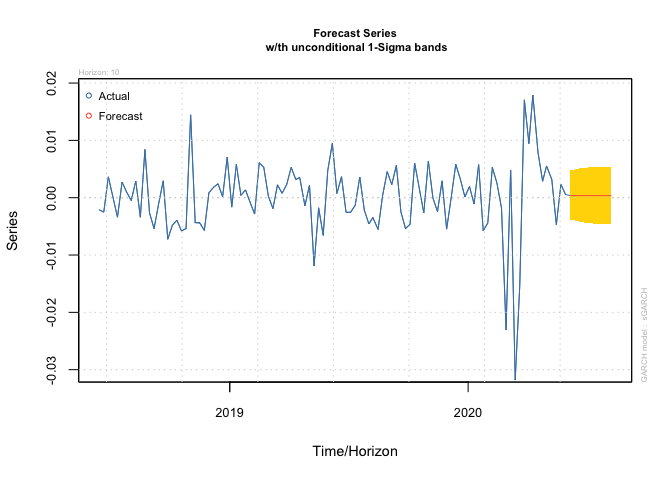 Forecast Series
w/th unconditional 1-Sigma bands
Horizon: 10
Actual
Forecast
0.02
0.01
0.00
-0.01
-0.02
-0.03
Series
2019
2020
Time/Horizon
GARCH model : sGARCH